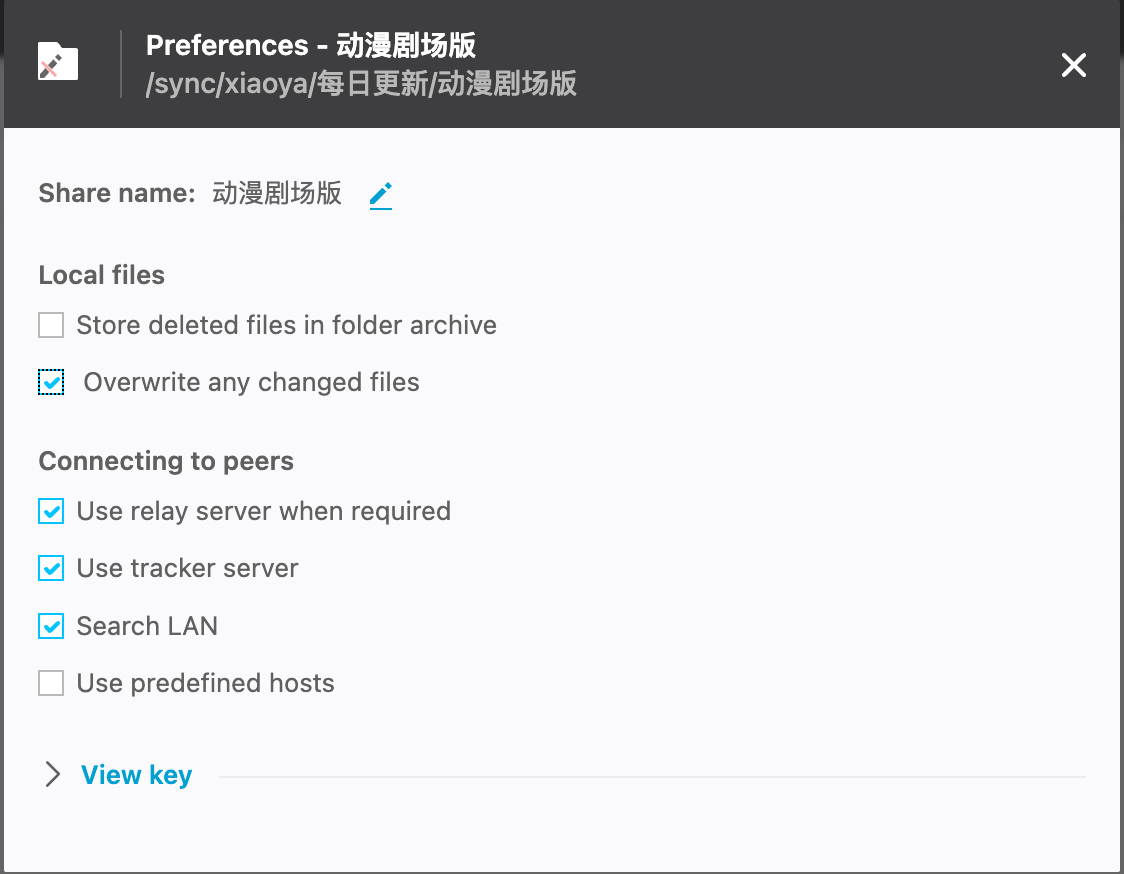 Preferences - 动漫剧场版
/sync/xiaoya/每日更新/动漫剧场版
Share name: 动漫剧场版
Local files
Store deleted files in folder archive
Overwrite any changed files
Connecting to peers
Use relay server when required
Use tracker server
Search LAN
Use predefined hosts
View key